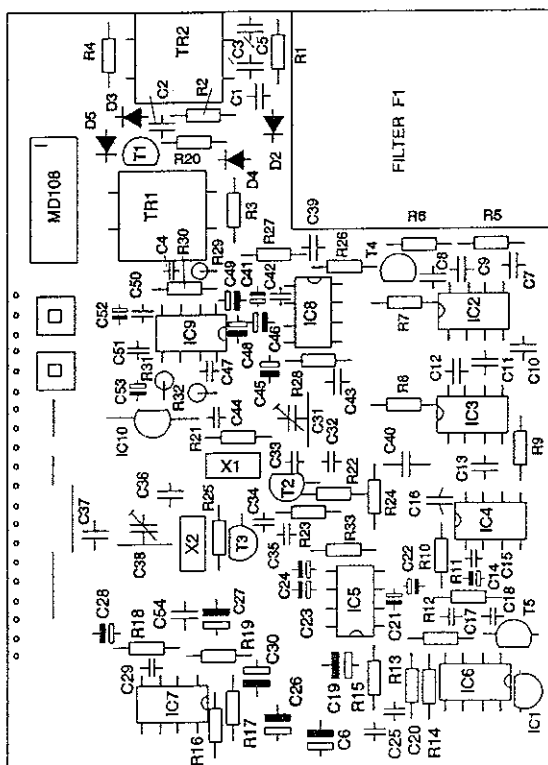 R4
TR2
C3
C5
R1
C2
D3
R2
C1
D5
MD108
T1
R20
D2
D4
FILTER F1
TR1
R3
R27
C39
R26
R6
R5
T4
C4
R30
R29
C49
C41
C42
C8
C9
C7
C52
C50
IC9
IC8
R7
IC2
C51
R31
C48
C46
C47
C45
R28
C12
C11
C10
C53
R32
C43
R8
IC3
IC10
C44
R21
C31
C32
C40
R9
X1
C33
C13
C36
T2
R22
C37
R25
C34
R24
C16
IC4
C38
X2
T3
C35
R23
R33
R10
C24
C22
R11
C14
C15
C28
R18
C54
C27
C23
IC5
C21
R12
C18
C17
T5
R19
C30
C29
C19
R15
R13
IC6
IC7
C26
IC1
R16
R17
C6
C25
C20
R14